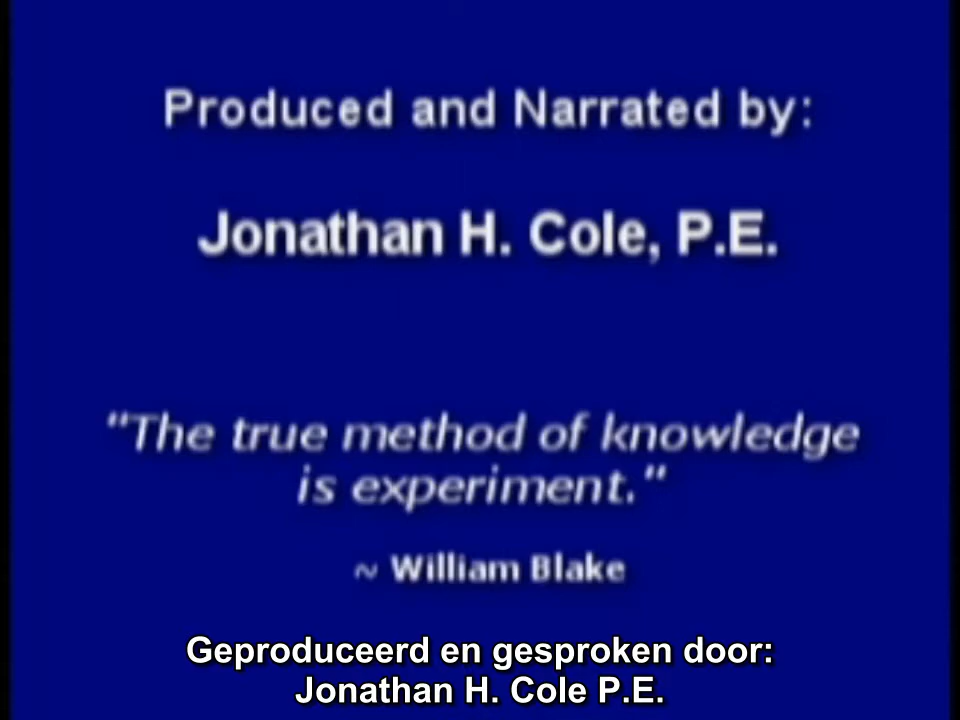 Produced and Narrated by:
Jonathan H. Cole, P.E.
"The true method of knowledge
is experiment."
~ William Blake
Geproduceerd en gesproken door:
Jonathan H. Cole P.E.